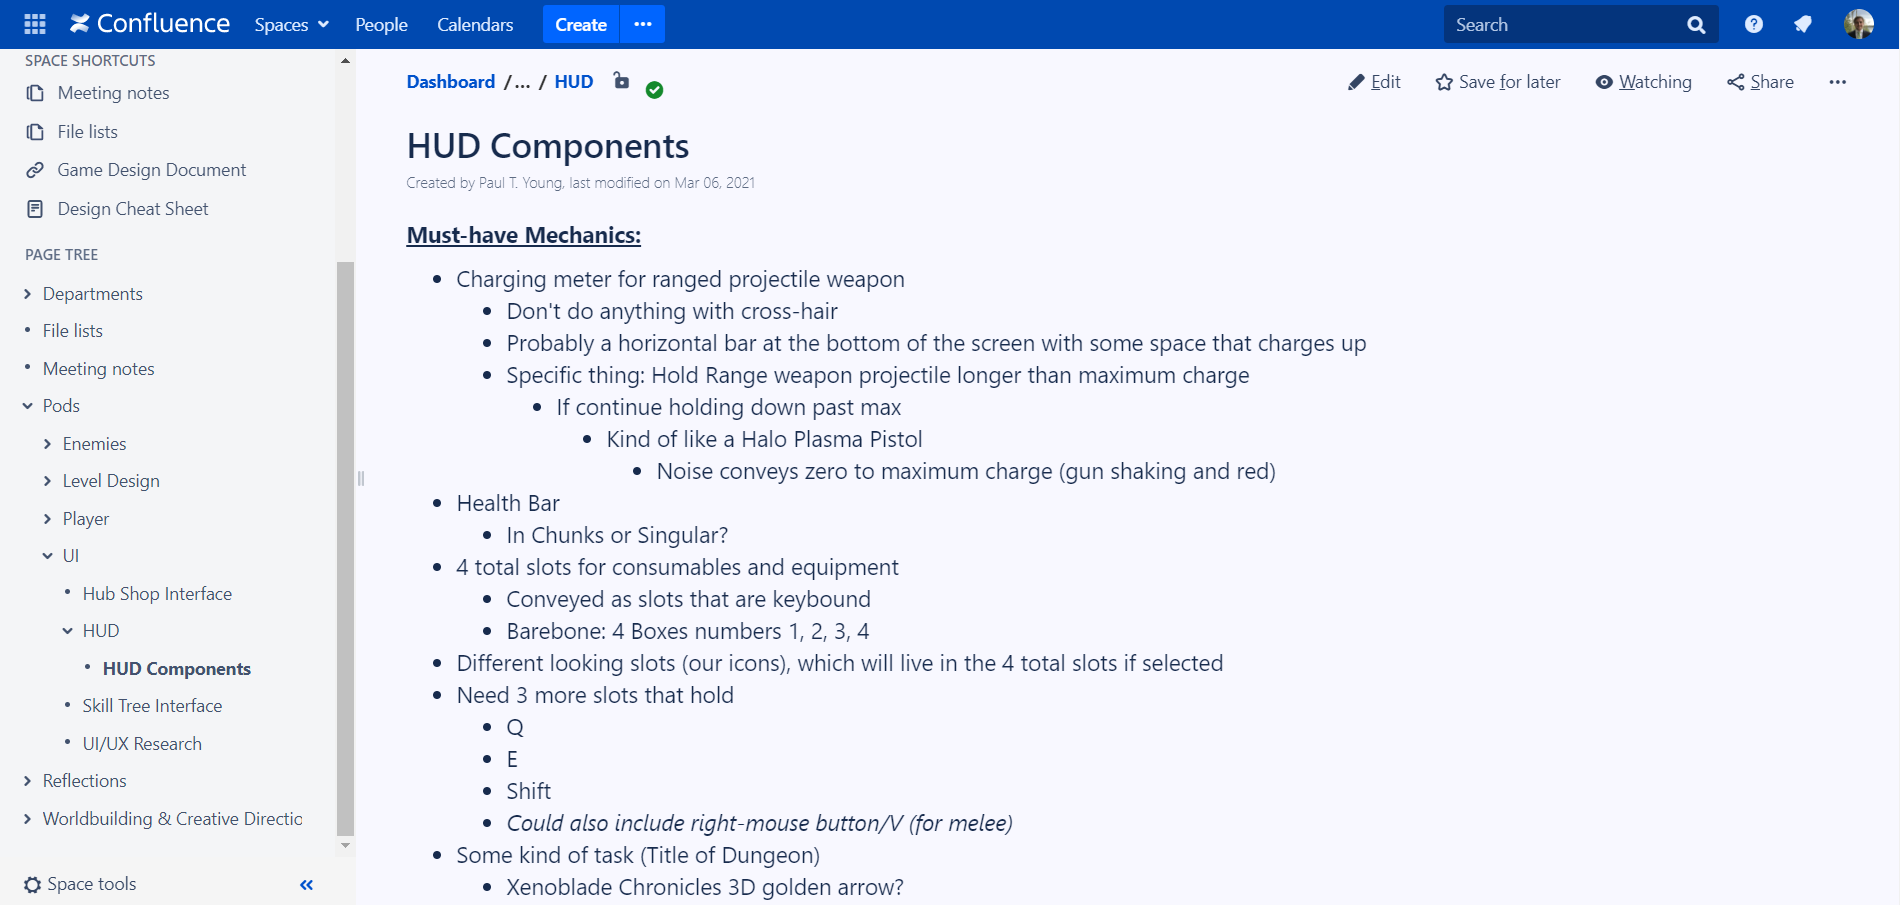 Confluence Spaces People Calendars Create ··· Search
SPACE SHORTCUTS
Meeting notes
File lists
Game Design Document
Design Cheat Sheet
PAGE TREE
Departments
File lists
Meeting notes
Pods
Enemies
Level Design
Player
UI
Hub Shop Interface
HUD
HUD Components
Skill Tree Interface
UI/UX Research
Reflections
Worldbuilding & Creative Directio
Space tools
Dashboard / ... / HUD
Edit Save for later Watching Share ···
HUD Components
Created by Paul T. Young, last modified on Mar 06, 2021
Must-have Mechanics:
• Charging meter for ranged projectile weapon
• Don't do anything with cross-hair
• Probably a horizontal bar at the bottom of the screen with some space that charges up
• Specific thing: Hold Range weapon projectile longer than maximum charge
• If continue holding down past max
• Kind of like a Halo Plasma Pistol
• Noise conveys zero to maximum charge (gun shaking and red)
• Health Bar
• In Chunks or Singular?
• 4 total slots for consumables and equipment
• Conveyed as slots that are keybound
• Barebone: 4 Boxes numbers 1, 2, 3, 4
• Different looking slots (our icons), which will live in the 4 total slots if selected
• Need 3 more slots that hold
• Q
• E
• Shift
• Could also include right-mouse button/V (for melee)
• Some kind of task (Title of Dungeon)
• Xenoblade Chronicles 3D golden arrow?